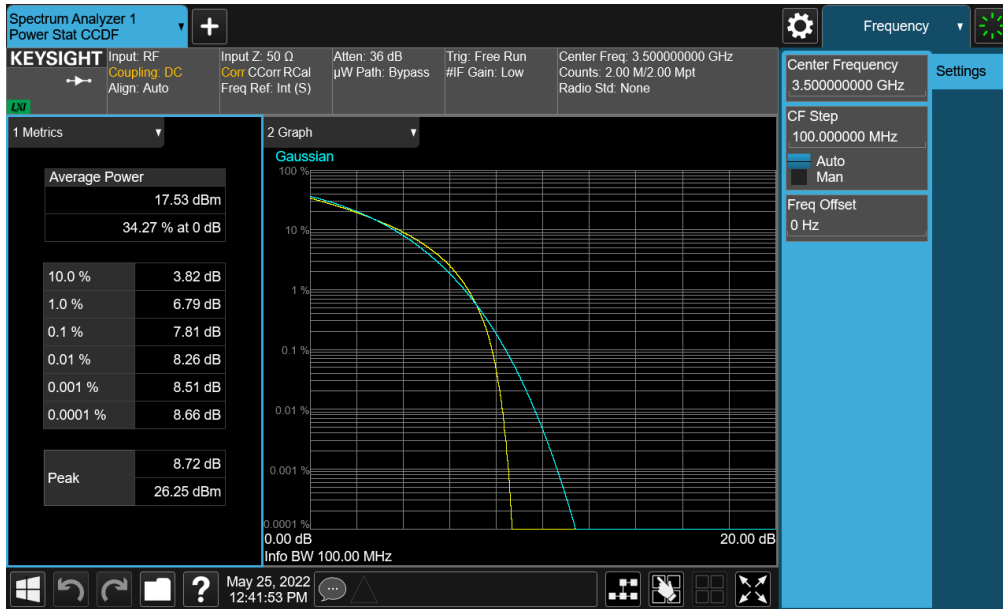 Spectrum Analyzer 1
Power Stat CCDF
+
Frequency
KEYSIGHT
LXI
Input: RF
Coupling: DC
Align: Auto
Input Z: 50 Ω
Corr CCorr RCal
Freq Ref: Int (S)
Atten: 36 dB
µW Path: Bypass
Trig: Free Run
#IF Gain: Low
Center Freq: 3.500000000 GHz
Counts: 2.00 M/2.00 Mpt
Radio Std: None
Center Frequency
3.500000000 GHz
Settings
CF Step
100.000000 MHz
Auto
Man
Freq Offset
0 Hz
1 Metrics
Average Power
17.53 dBm
34.27 % at 0 dB
10.0 % 3.82 dB
1.0 % 6.79 dB
0.1 % 7.81 dB
0.01 % 8.26 dB
0.001 % 8.51 dB
0.0001 % 8.66 dB
Peak 8.72 dB
26.25 dBm
2 Graph
Gaussian
100 %
10 %
1 %
0.1 %
0.01 %
0.001 %
0.0001 %
0.00 dB 20.00 dB
Info BW 100.00 MHz
?
May 25, 2022
12:41:53 PM